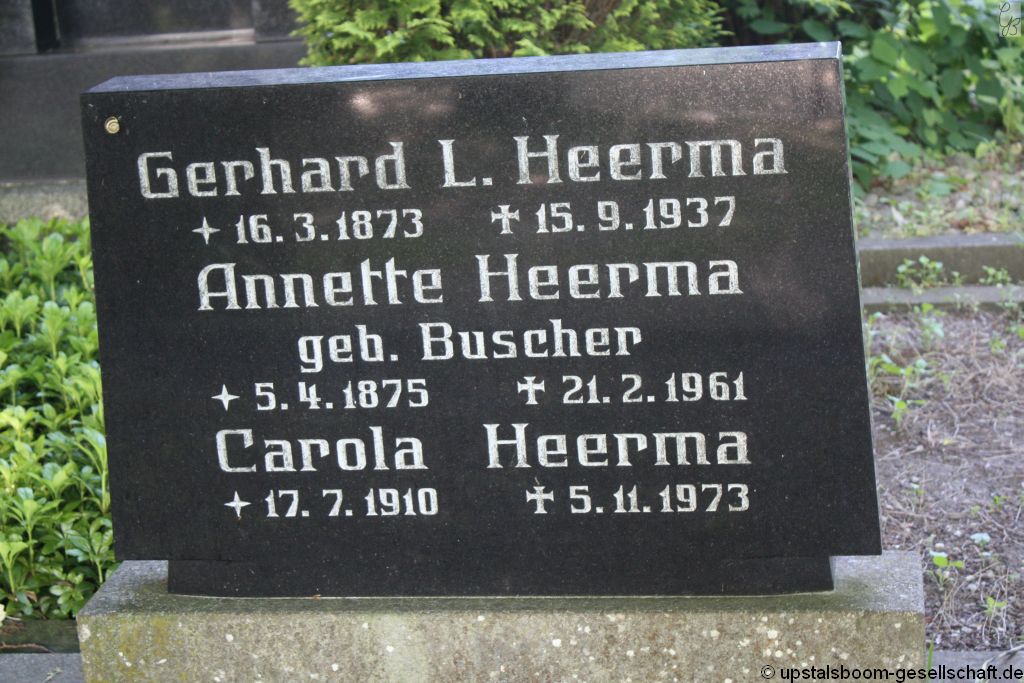 Gerhard L. Heerma
✦ 16.3.1873 ✠ 15.9.1937
Annette Heerma
geb. Buscher
✦ 5.4.1875 ✠ 21.2.1961
Carola Heerma
✦ 17.7.1910 ✠ 5.11.1973
© upstalsboom-gesellschaft.de